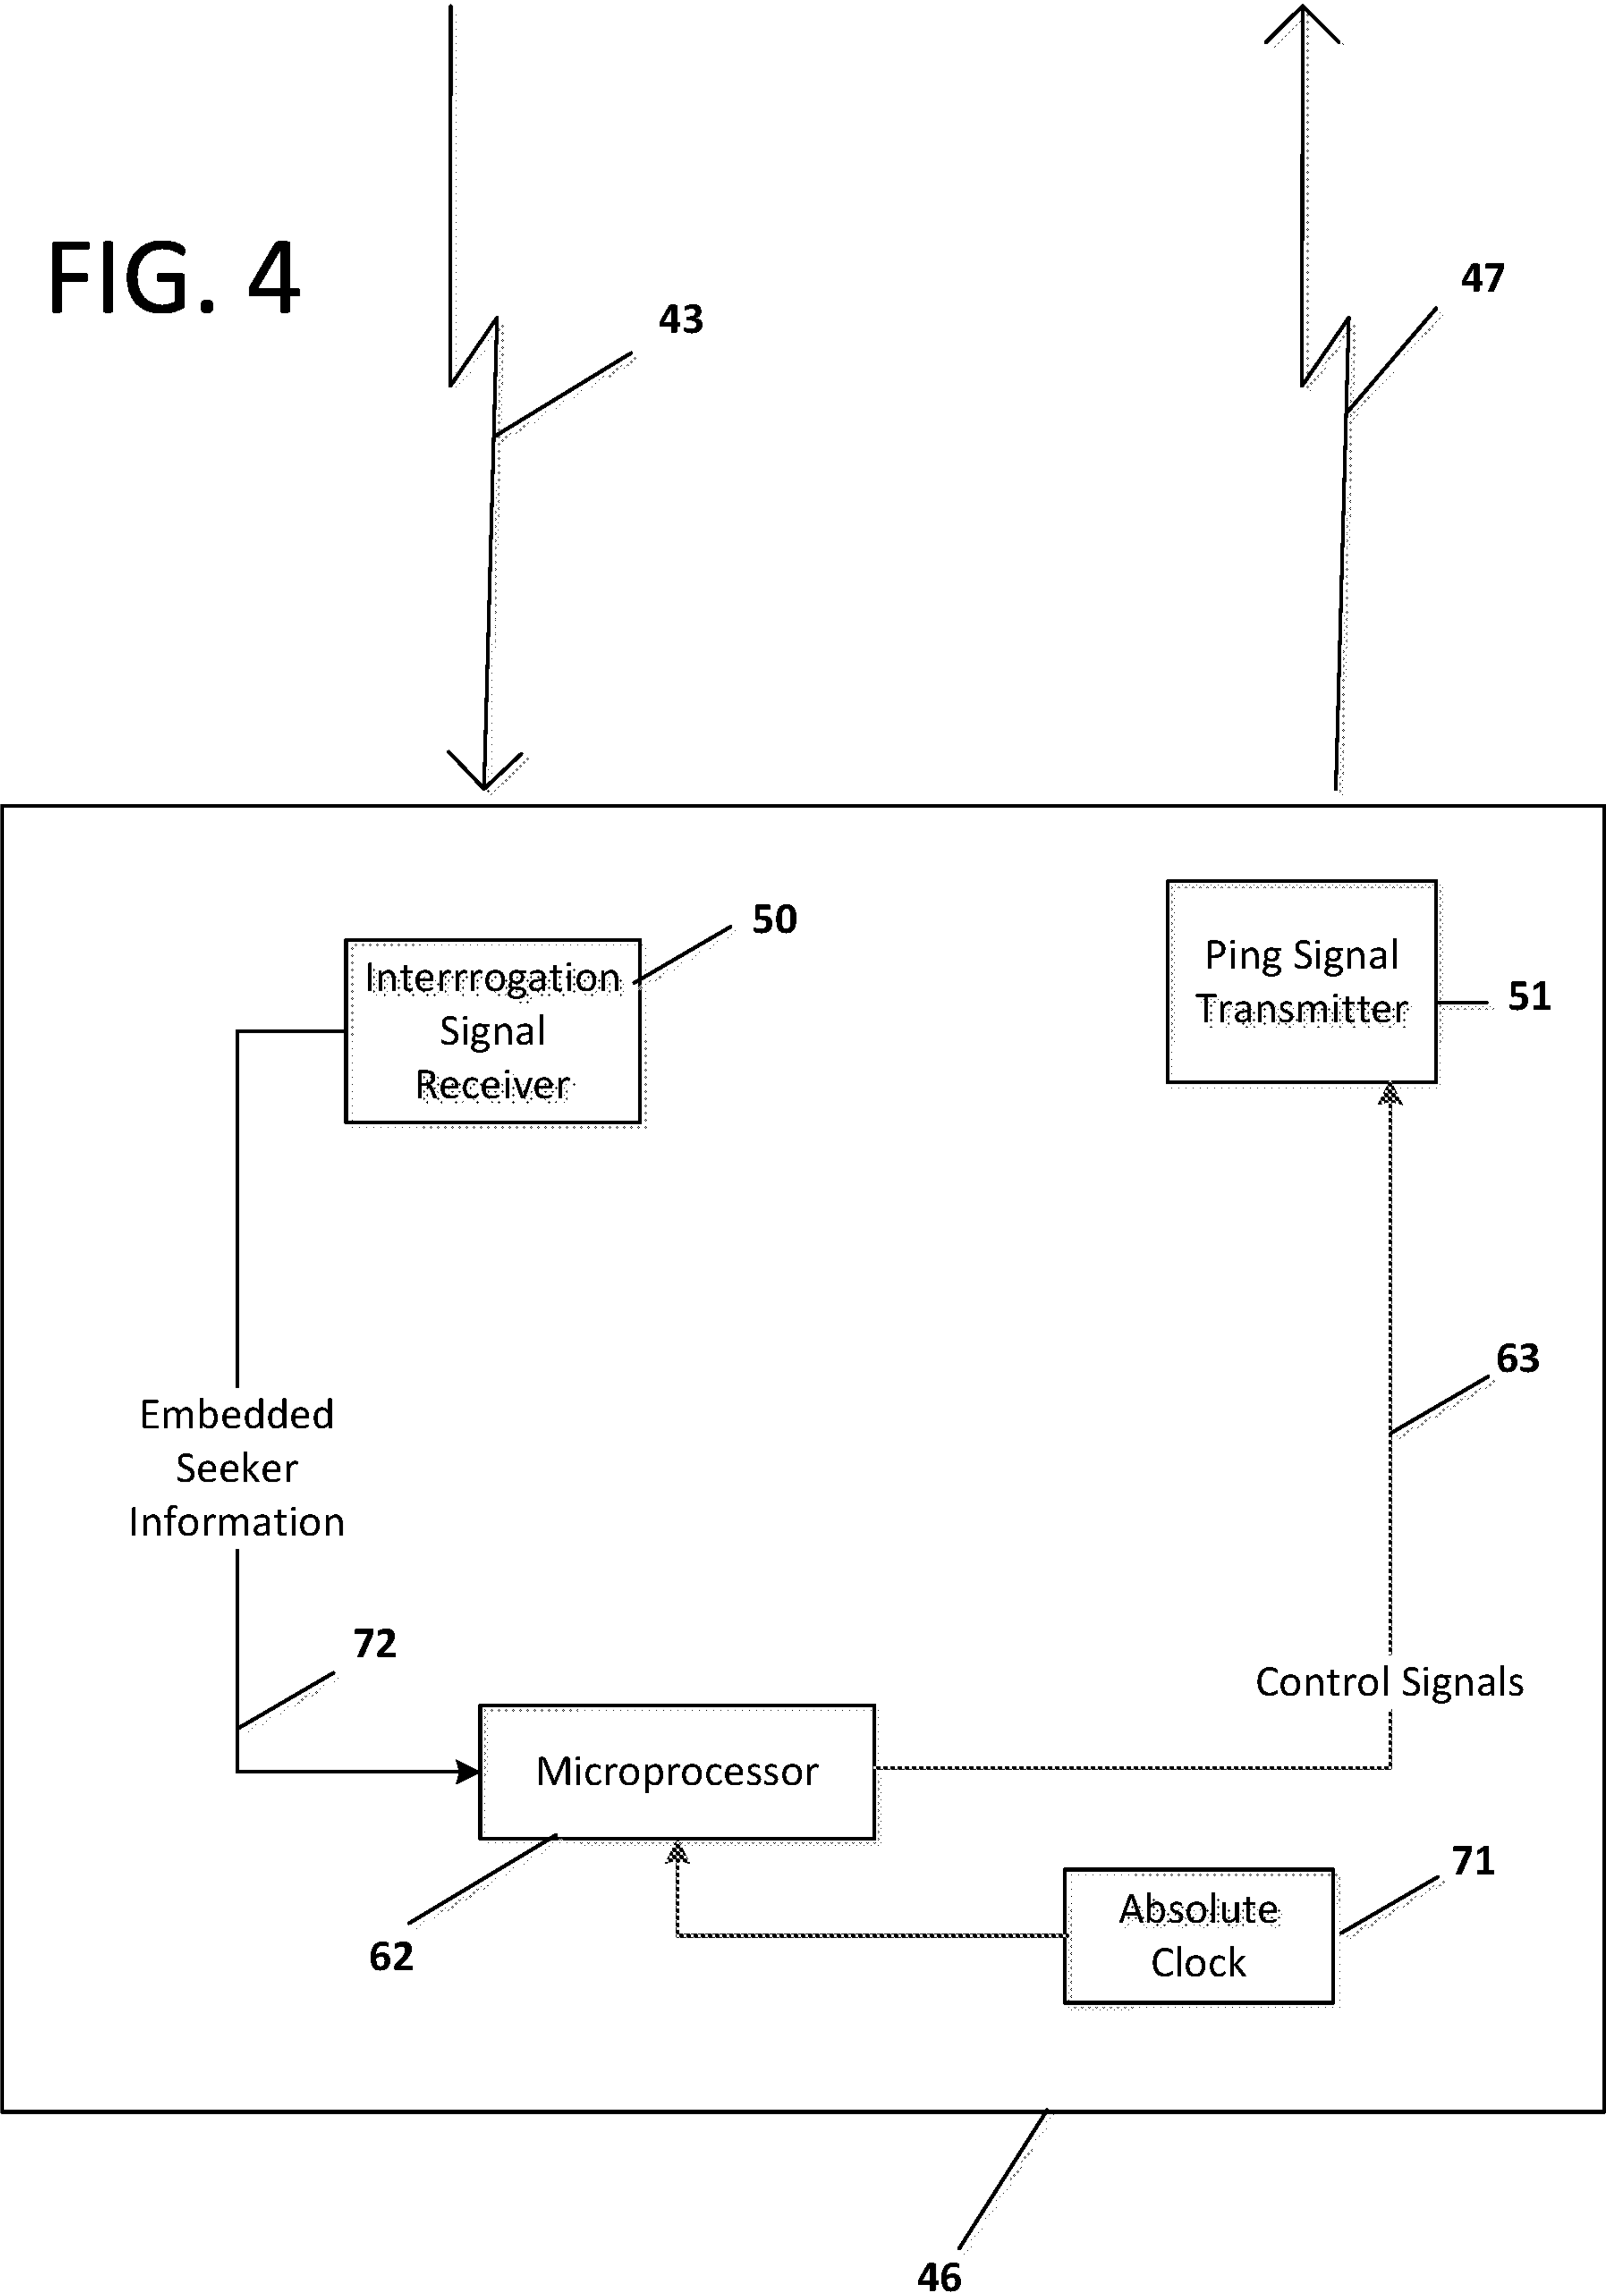 FIG. 4
43
47
50
Interrrogation
Signal
Receiver
Ping Signal
Transmitter
51
63
Embedded
Seeker
Information
72
Control Signals
Microprocessor
62
71
Absolute
Clock
46